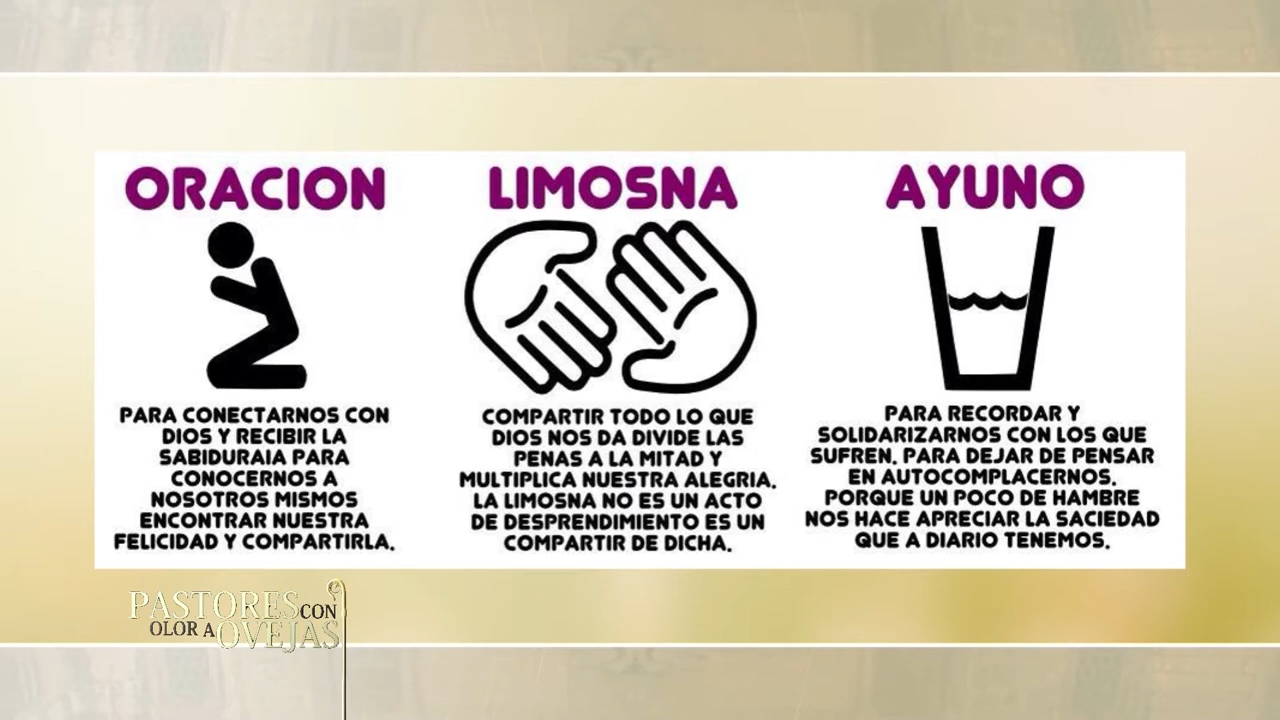 ORACION
PARA CONECTARNOS CON
DIOS Y RECIBIR LA
SABIDURAIA PARA
CONOCERNOS A
NOSOTROS MISMOS
ENCONTRAR NUESTRA
FELICIDAD Y COMPARTIRLA.
LIMOSNA
COMPARTIR TODO LO QUE
DIOS NOS DA DIVIDE LAS
PENAS A LA MITAD Y
MULTIPLICA NUESTRA ALEGRIA.
LA LIMOSNA NO ES UN ACTO
DE DESPRENDIMIENTO ES UN
COMPARTIR DE DICHA.
AYUNO
PARA RECORDAR Y
SOLIDARIZARNOS CON LOS QUE
SUFREN. PARA DEJAR DE PENSAR
EN AUTOCOMPLACERNOS.
PORQUE UN POCO DE HAMBRE
NOS HACE APRECIAR LA SACIEDAD
QUE A DIARIO TENEMOS.
PASTORES CON
OLOR A OVEJAS